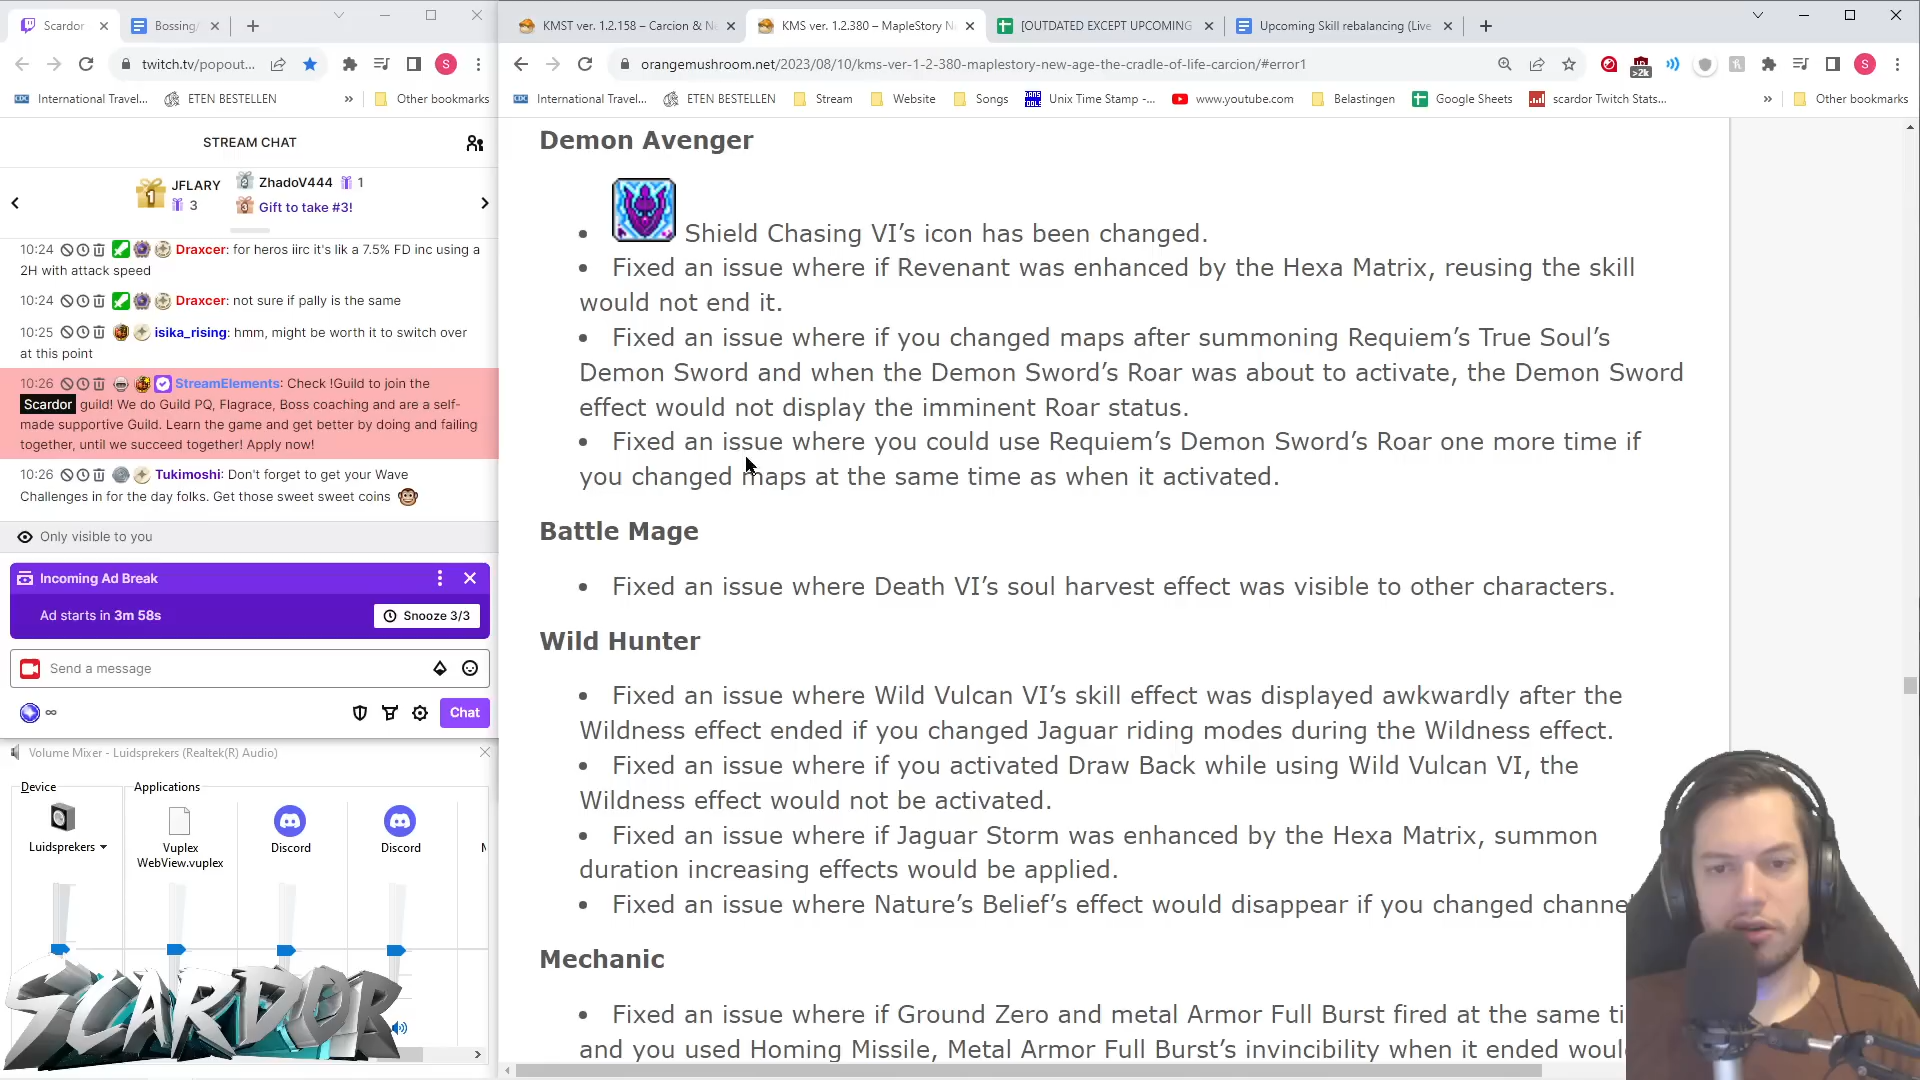 Scardor
Bossing/
KMST ver. 1.2.158 – Carcion & N
KMS ver. 1.2.380 – MapleStory N
[OUTDATED EXCEPT UPCOMING
Upcoming Skill rebalancing (Live
twitch.tv/popout...
S
orangemushroom.net/2023/08/10/kms-ver-1-2-380-maplestory-new-age-the-cradle-of-life-carcion/#error1
>2k
S
International Travel...
ETEN BESTELLEN
»
Other bookmarks
International Travel...
ETEN BESTELLEN
Stream
Website
Songs
Unix Time Stamp -...
www.youtube.com
Belastingen
Google Sheets
scardor Twitch Stats...
»
Other bookmarks
STREAM CHAT
1
JFLARY
3
2 ZhadoV444 1
3 Gift to take #3!
10:24 Draxcer: for heros iirc it's lik a 7.5% FD inc using a
2H with attack speed
10:24 Draxcer: not sure if pally is the same
10:25 isika_rising: hmm, might be worth it to switch over
at this point
10:26 StreamElements: Check !Guild to join the
Scardor guild! We do Guild PQ, Flagrace, Boss coaching and are a self-
made supportive Guild. Learn the game and get better by doing and failing
together, until we succeed together! Apply now!
10:26 Tukimoshi: Don't forget to get your Wave
Challenges in for the day folks. Get those sweet sweet coins
Only visible to you
Incoming Ad Break
Ad starts in 3m 58s
Snooze 3/3
Send a message
∞
Chat
Volume Mixer - Luidsprekers (Realtek(R) Audio)
Device
Applications
Luidsprekers
Vuplex
WebView.vuplex
Discord
Discord
SCARDOR
Demon Avenger
• Shield Chasing VI’s icon has been changed.
• Fixed an issue where if Revenant was enhanced by the Hexa Matrix, reusing the skill
would not end it.
• Fixed an issue where if you changed maps after summoning Requiem’s True Soul’s
Demon Sword and when the Demon Sword’s Roar was about to activate, the Demon Sword
effect would not display the imminent Roar status.
• Fixed an issue where you could use Requiem’s Demon Sword’s Roar one more time if
you changed maps at the same time as when it activated.
Battle Mage
• Fixed an issue where Death VI’s soul harvest effect was visible to other characters.
Wild Hunter
• Fixed an issue where Wild Vulcan VI’s skill effect was displayed awkwardly after the
Wildness effect ended if you changed Jaguar riding modes during the Wildness effect.
• Fixed an issue where if you activated Draw Back while using Wild Vulcan VI, the
Wildness effect would not be activated.
• Fixed an issue where if Jaguar Storm was enhanced by the Hexa Matrix, summon
duration increasing effects would be applied.
• Fixed an issue where Nature’s Belief’s effect would disappear if you changed channe
Mechanic
• Fixed an issue where if Ground Zero and metal Armor Full Burst fired at the same ti
and you used Homing Missile, Metal Armor Full Burst’s invincibility when it ended woul